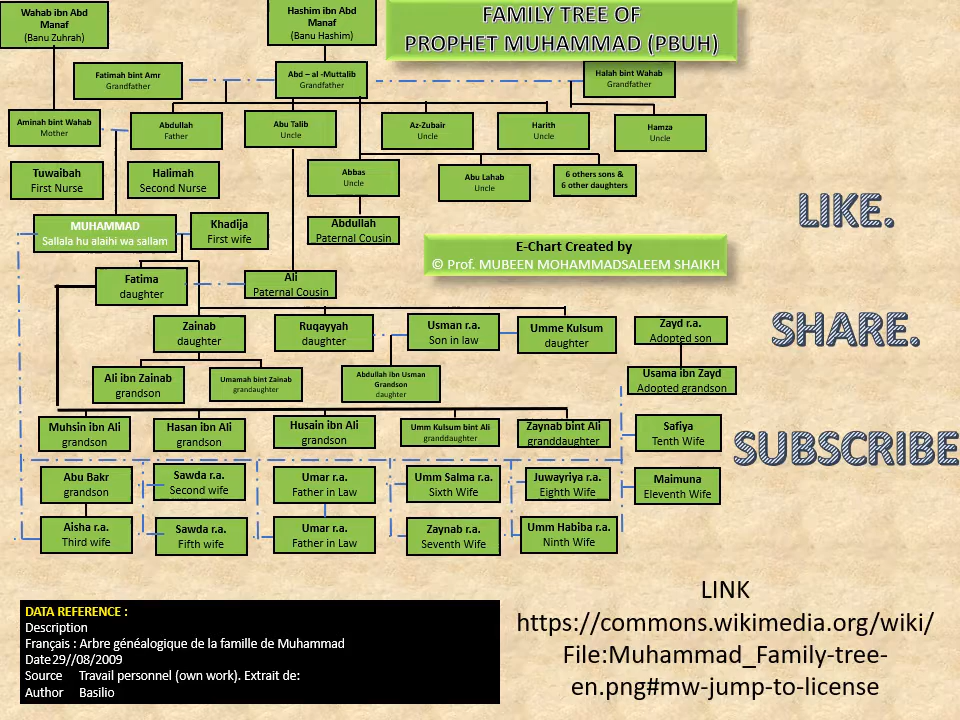 FAMILY TREE OF
PROPHET MUHAMMAD (PBUH)
Wahab ibn Abd
Manaf
(Banu Zuhrah)
Hashim ibn Abd
Manaf
(Banu Hashim)
Fatimah bint Amr
Grandfather
Abd – al -Muttalib
Grandfather
Halah bint Wahab
Grandfather
Aminah bint Wahab
Mother
Abdullah
Father
Abu Talib
Uncle
Az-Zubair
Uncle
Harith
Uncle
Hamza
Uncle
Tuwaibah
First Nurse
Halimah
Second Nurse
Abbas
Uncle
Abu Lahab
Uncle
6 others sons &
6 other daughters
MUHAMMAD
Sallala hu alaihi wa sallam
Khadija
First wife
Abdullah
Paternal Cousin
LIKE.
E-Chart Created by
© Prof. MUBEEN MOHAMMADSALEEM SHAIKH
Fatima
daughter
Ali
Paternal Cousin
Zainab
daughter
Ruqayyah
daughter
Usman r.a.
Son in law
Umme Kulsum
daughter
Zayd r.a.
Adopted son
SHARE.
Ali ibn Zainab
grandson
Umamah bint Zainab
grandaughter
Abdullah ibn Usman
Grandson
daughter
Usama ibn Zayd
Adopted grandson
Muhsin ibn Ali
grandson
Hasan ibn Ali
grandson
Husain ibn Ali
grandson
Umm Kulsum bint Ali
granddaughter
Zaynab bint Ali
granddaughter
Safiya
Tenth Wife
SUBSCRIBE
Abu Bakr
grandson
Sawda r.a.
Second wife
Umar r.a.
Father in Law
Umm Salma r.a.
Sixth Wife
Juwayriya r.a.
Eighth Wife
Maimuna
Eleventh Wife
Aisha r.a.
Third wife
Sawda r.a.
Fifth wife
Umar r.a.
Father in Law
Zaynab r.a.
Seventh Wife
Umm Habiba r.a.
Ninth Wife
DATA REFERENCE :
Description
Français : Arbre généalogique de la famille de Muhammad
Date 29//08/2009
Source Travail personnel (own work). Extrait de:
Author Basilio
LINK
https://commons.wikimedia.org/wiki/
File:Muhammad_Family-tree-
en.png#mw-jump-to-license